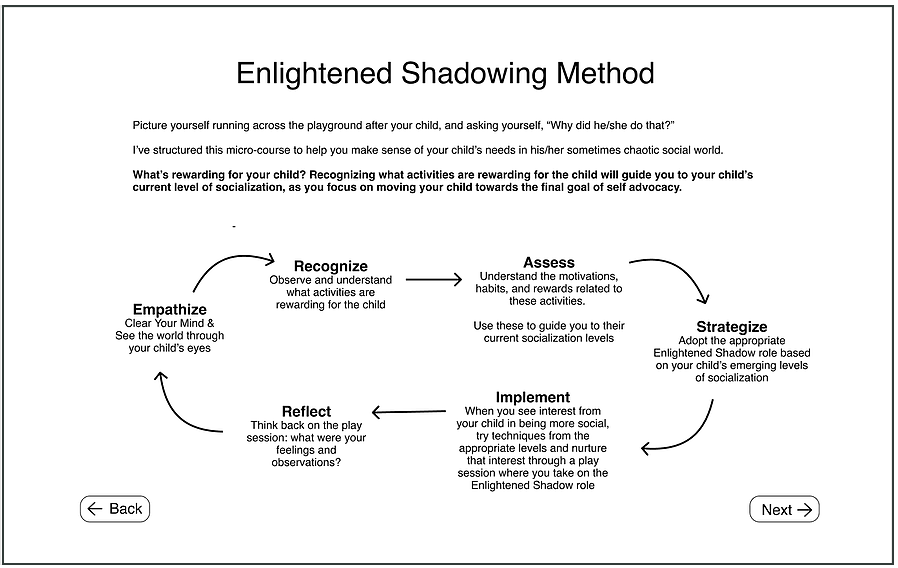 Enlightened Shadowing Method
Picture yourself running across the playground after your child, and asking yourself, “Why did he/she do that?”
I've structured this micro-course to help you make sense of your child's needs in his/her sometimes chaotic social world.
What's rewarding for your child? Recognizing what activities are rewarding for the child will guide you to your child's
current level of socialization, as you focus on moving your child towards the final goal of self advocacy.
Empathize
Clear Your Mind &
See the world through
your child's eyes
Recognize
Observe and understand
what activities are
rewarding for the child
Assess
Understand the motivations,
habits, and rewards related to
these activities.
Use these to guide you to their
current socialization levels
Strategize
Adopt the appropriate
Enlightened Shadow role based
on your child's emerging levels
of socialization
Implement
When you see interest from
your child in being more social,
try techniques from the
appropriate levels and nurture
that interest through a play
session where you take on the
Enlightened Shadow role
Reflect
Think back on the play
session: what were your
feelings and
observations?
← Back
Next →